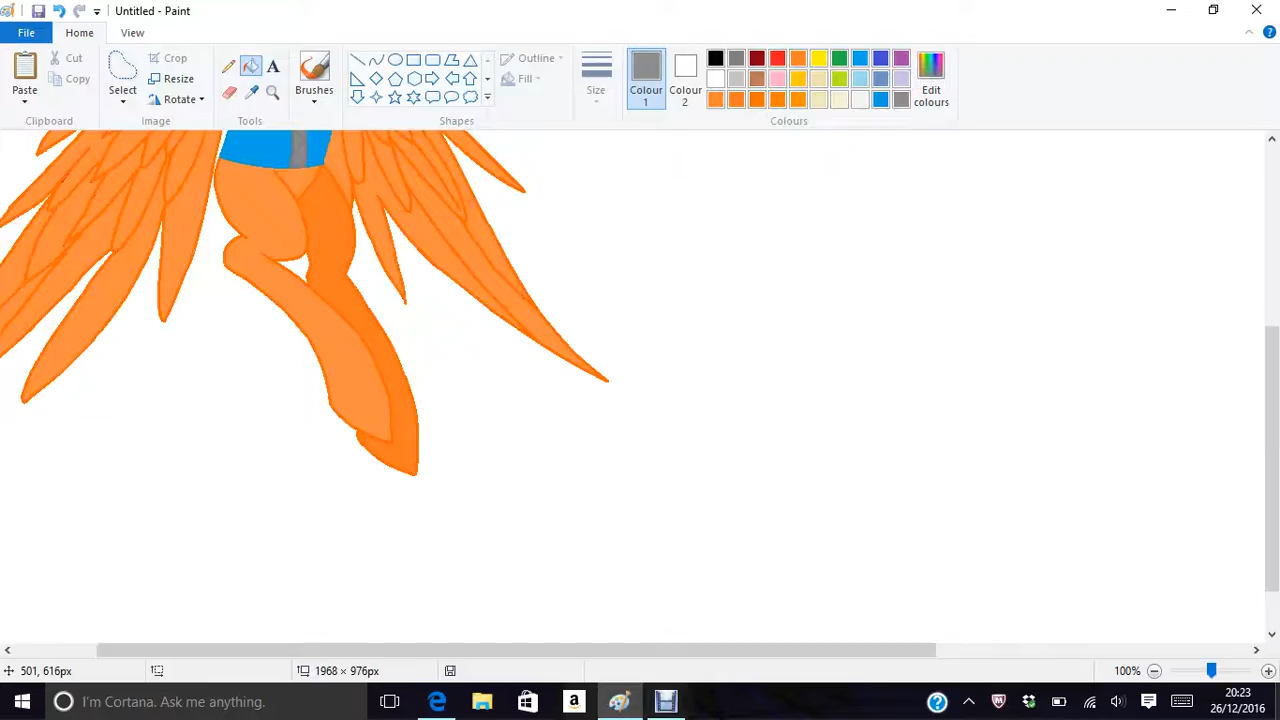 Untitled - Paint
File
Home
View
Paste
Cut
Copy
Clipboard
Select
Crop
Resize
Rotate
Image
A
Tools
Brushes
Outline
Fill
Shapes
Size
Colour
1
Colour
2
Edit
colours
Colours
501, 616px
1968 × 976px
100%
I'm Cortana. Ask me anything.
20:23
26/12/2016